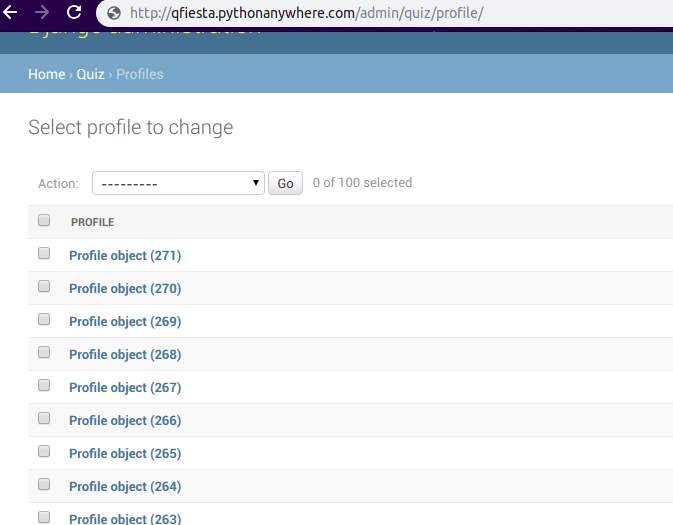 http://qfiesta.pythonanywhere.com/admin/quiz/profile/
Django administration
Home › Quiz › Profiles
Select profile to change
Action: --------- Go 0 of 100 selected
PROFILE
Profile object (271)
Profile object (270)
Profile object (269)
Profile object (268)
Profile object (267)
Profile object (266)
Profile object (265)
Profile object (264)
Profile object (263)